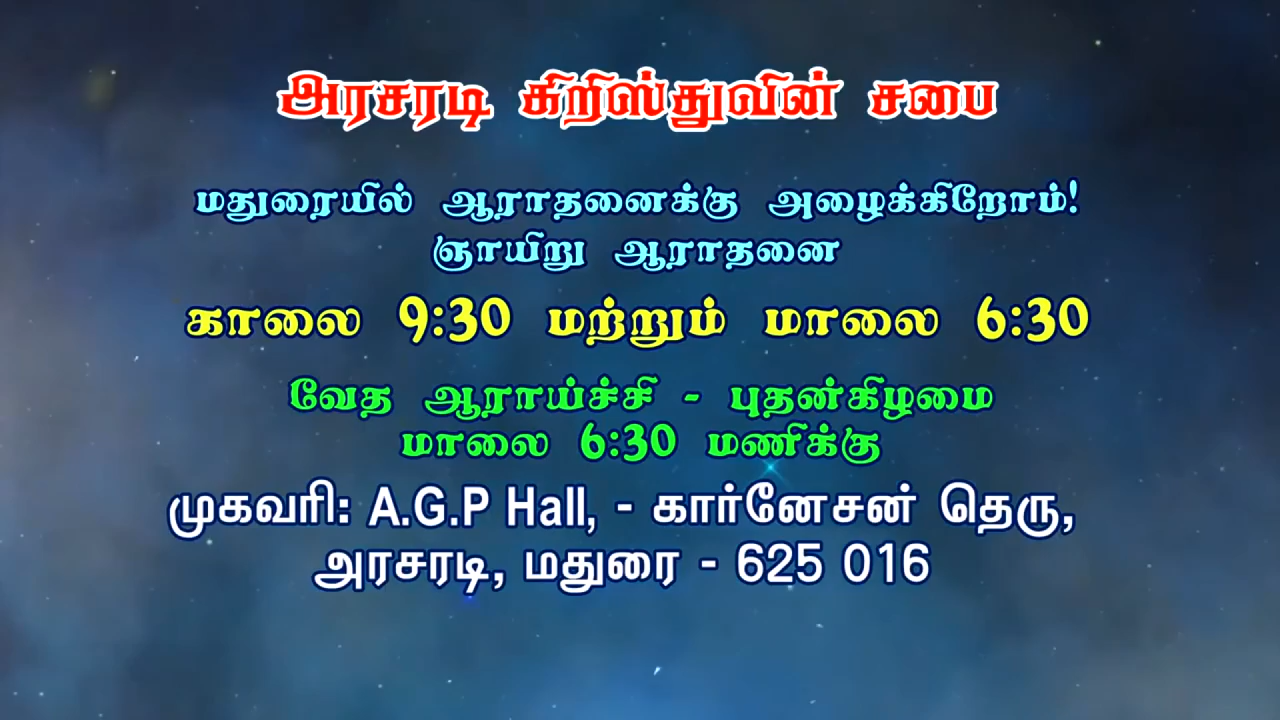 அரசரடி கிறிஸ்துவின் சபை
மதுரையில் ஆராதனைக்கு அழைக்கிறோம்!
ஞாயிறு ஆராதனை
காலை 9:30 மற்றும் மாலை 6:30
வேத ஆராய்ச்சி - புதன்கிழமை
மாலை 6:30 மணிக்கு
முகவரி: A.G.P Hall, - கார்னேசன் தெரு,
அரசரடி, மதுரை - 625 016